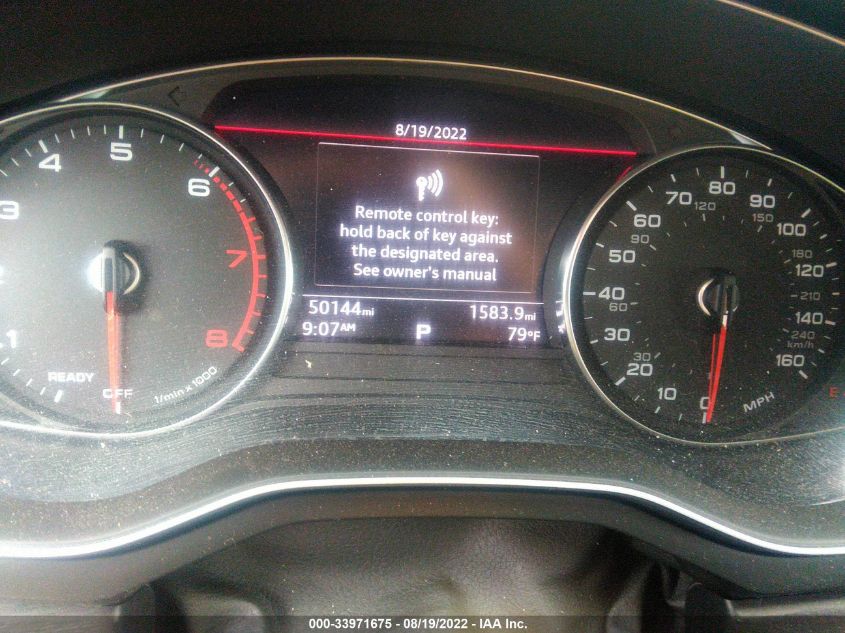 8/19/2022
Remote control key:
hold back of key against
the designated area.
See owner's manual
50144mi
1583.9mi
9:07AM
P
79°F
1
3
4
5
6
7
8
READY
OFF
1/min x 1000
0
10
20
30
40
50
60
70
80
90
100
120
140
160
30
60
90
120
150
180
210
240
km/h
MPH
E
000-33971675 - 08/19/2022 - IAA Inc.